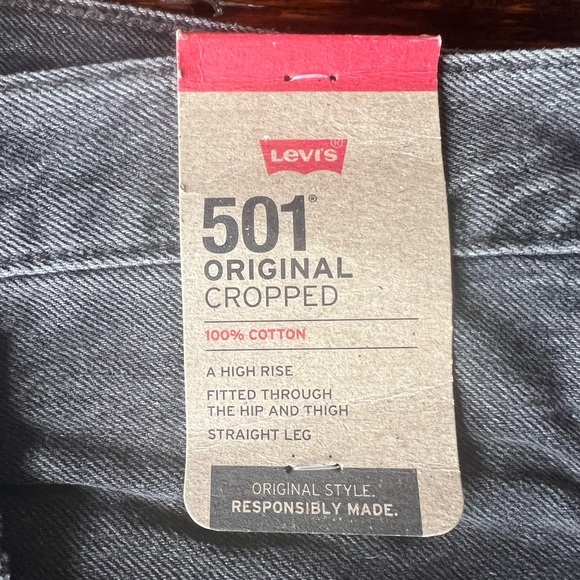 Levi's®
501®
ORIGINAL
CROPPED
100% COTTON
A HIGH RISE
FITTED THROUGH
THE HIP AND THIGH
STRAIGHT LEG
ORIGINAL STYLE.
RESPONSIBLY MADE.